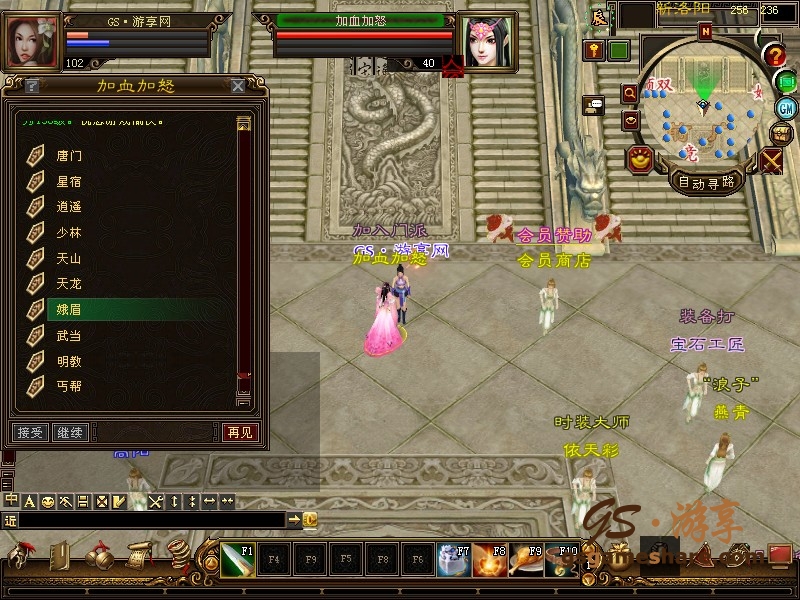 GS·游享网
102
加血加怒
40
新洛阳 258 236
N
GM
自动寻路
加血加怒
唐门
星宿
逍遥
少林
天山
天龙
娥眉
武当
明教
丐帮
接受 继续 再见
加入门派
GS·游享网
加血加怒
会员赞助
会员商店
装备打
宝石工匠
"浪子"
燕青
时装大师
依天彩
中 A
近
F1 F4 F9 F5 F8 F6 F7 F8 F9 F10
GS·游享